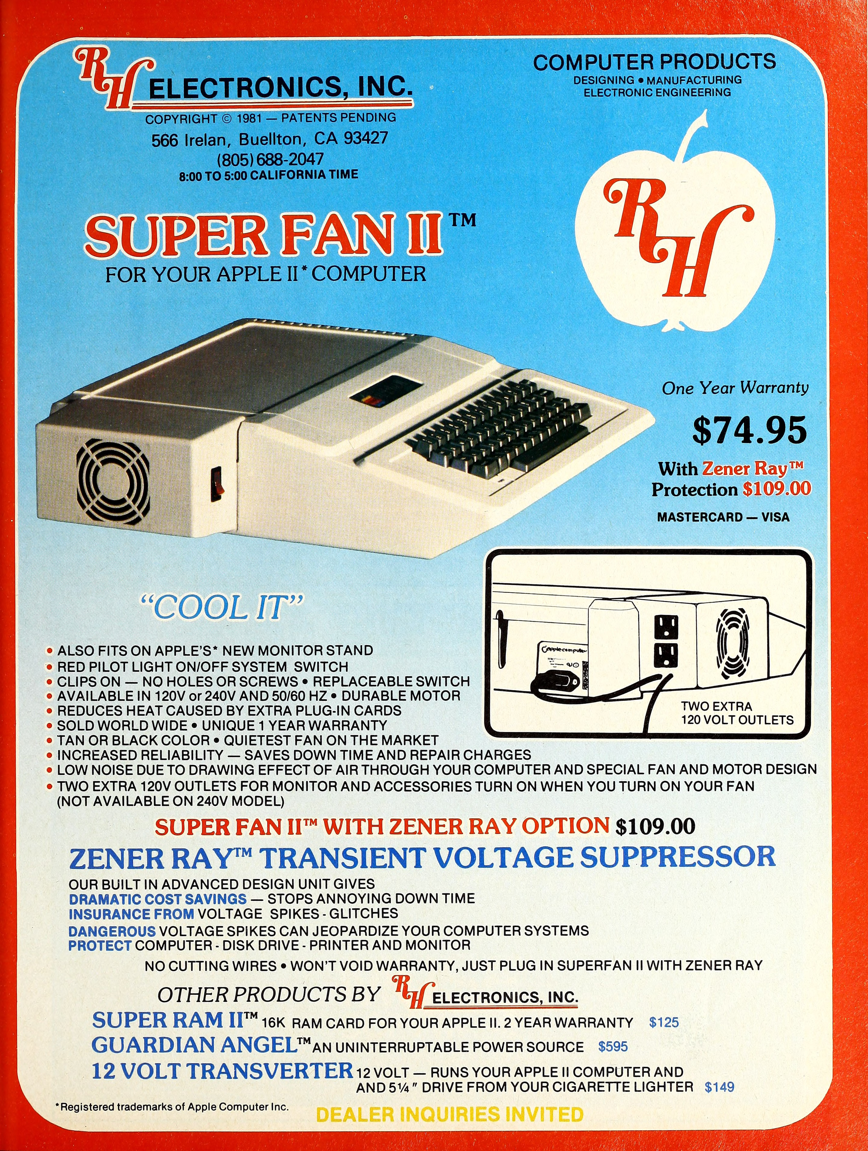 RH ELECTRONICS, INC.
COPYRIGHT © 1981 — PATENTS PENDING
566 Irelan, Buellton, CA 93427
(805) 688-2047
8:00 TO 5:00 CALIFORNIA TIME
COMPUTER PRODUCTS
DESIGNING • MANUFACTURING
ELECTRONIC ENGINEERING
RH
SUPER FAN II™
FOR YOUR APPLE II* COMPUTER
One Year Warranty
$74.95
With Zener Ray™
Protection $109.00
MASTERCARD — VISA
"COOL IT"
apple computer
TWO EXTRA
120 VOLT OUTLETS
• ALSO FITS ON APPLE'S* NEW MONITOR STAND
• RED PILOT LIGHT ON/OFF SYSTEM SWITCH
• CLIPS ON — NO HOLES OR SCREWS • REPLACEABLE SWITCH
• AVAILABLE IN 120V or 240V AND 50/60 HZ • DURABLE MOTOR
• REDUCES HEAT CAUSED BY EXTRA PLUG-IN CARDS
• SOLD WORLD WIDE • UNIQUE 1 YEAR WARRANTY
• TAN OR BLACK COLOR • QUIETEST FAN ON THE MARKET
• INCREASED RELIABILITY — SAVES DOWN TIME AND REPAIR CHARGES
• LOW NOISE DUE TO DRAWING EFFECT OF AIR THROUGH YOUR COMPUTER AND SPECIAL FAN AND MOTOR DESIGN
• TWO EXTRA 120V OUTLETS FOR MONITOR AND ACCESSORIES TURN ON WHEN YOU TURN ON YOUR FAN
(NOT AVAILABLE ON 240V MODEL)
SUPER FAN II™ WITH ZENER RAY OPTION $109.00
ZENER RAY™ TRANSIENT VOLTAGE SUPPRESSOR
OUR BUILT IN ADVANCED DESIGN UNIT GIVES
DRAMATIC COST SAVINGS — STOPS ANNOYING DOWN TIME
INSURANCE FROM VOLTAGE SPIKES - GLITCHES
DANGEROUS VOLTAGE SPIKES CAN JEOPARDIZE YOUR COMPUTER SYSTEMS
PROTECT COMPUTER - DISK DRIVE - PRINTER AND MONITOR
NO CUTTING WIRES • WON'T VOID WARRANTY, JUST PLUG IN SUPERFAN II WITH ZENER RAY
OTHER PRODUCTS BY RH ELECTRONICS, INC.
SUPER RAM II™ 16K RAM CARD FOR YOUR APPLE II. 2 YEAR WARRANTY $125
GUARDIAN ANGEL™ AN UNINTERRUPTABLE POWER SOURCE $595
12 VOLT TRANSVERTER 12 VOLT — RUNS YOUR APPLE II COMPUTER AND
AND 5¼" DRIVE FROM YOUR CIGARETTE LIGHTER $149
*Registered trademarks of Apple Computer Inc.
DEALER INQUIRIES INVITED